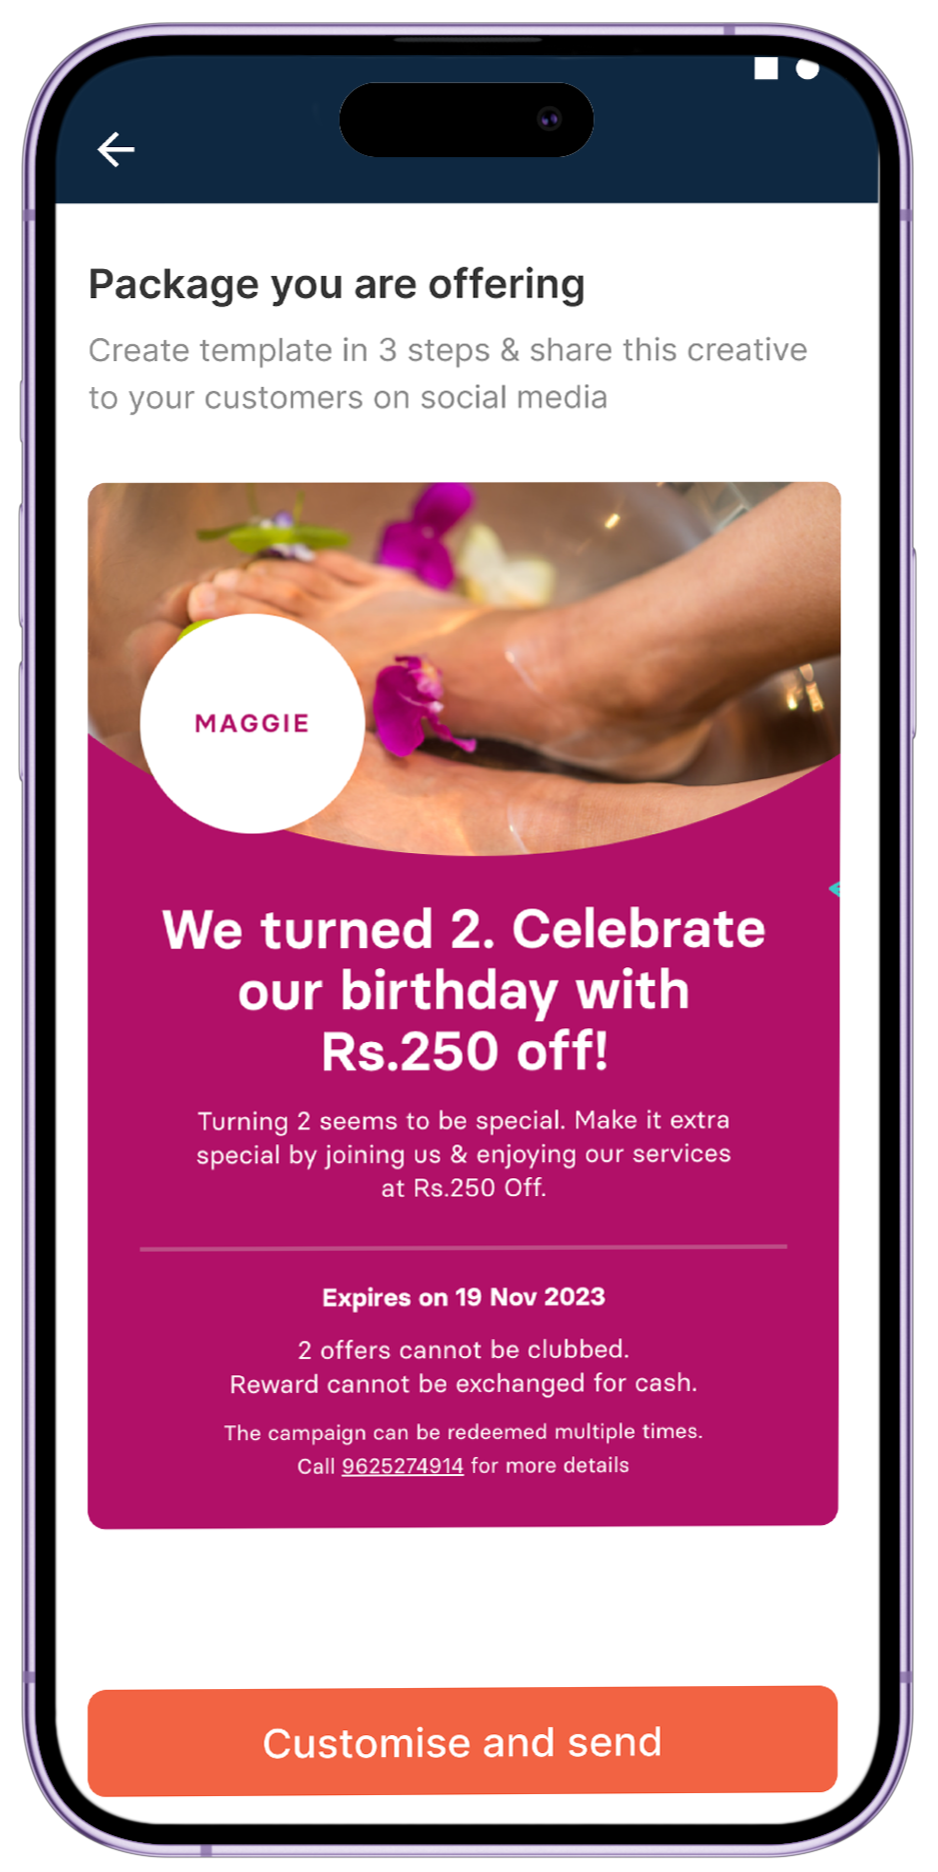 Package you are offering
Create template in 3 steps & share this creative
to your customers on social media
MAGGIE
We turned 2. Celebrate
our birthday with
Rs.250 off!
Turning 2 seems to be special. Make it extra
special by joining us & enjoying our services
at Rs.250 Off.
Expires on 19 Nov 2023
2 offers cannot be clubbed.
Reward cannot be exchanged for cash.
The campaign can be redeemed multiple times.
Call 9625274914 for more details
Customise and send